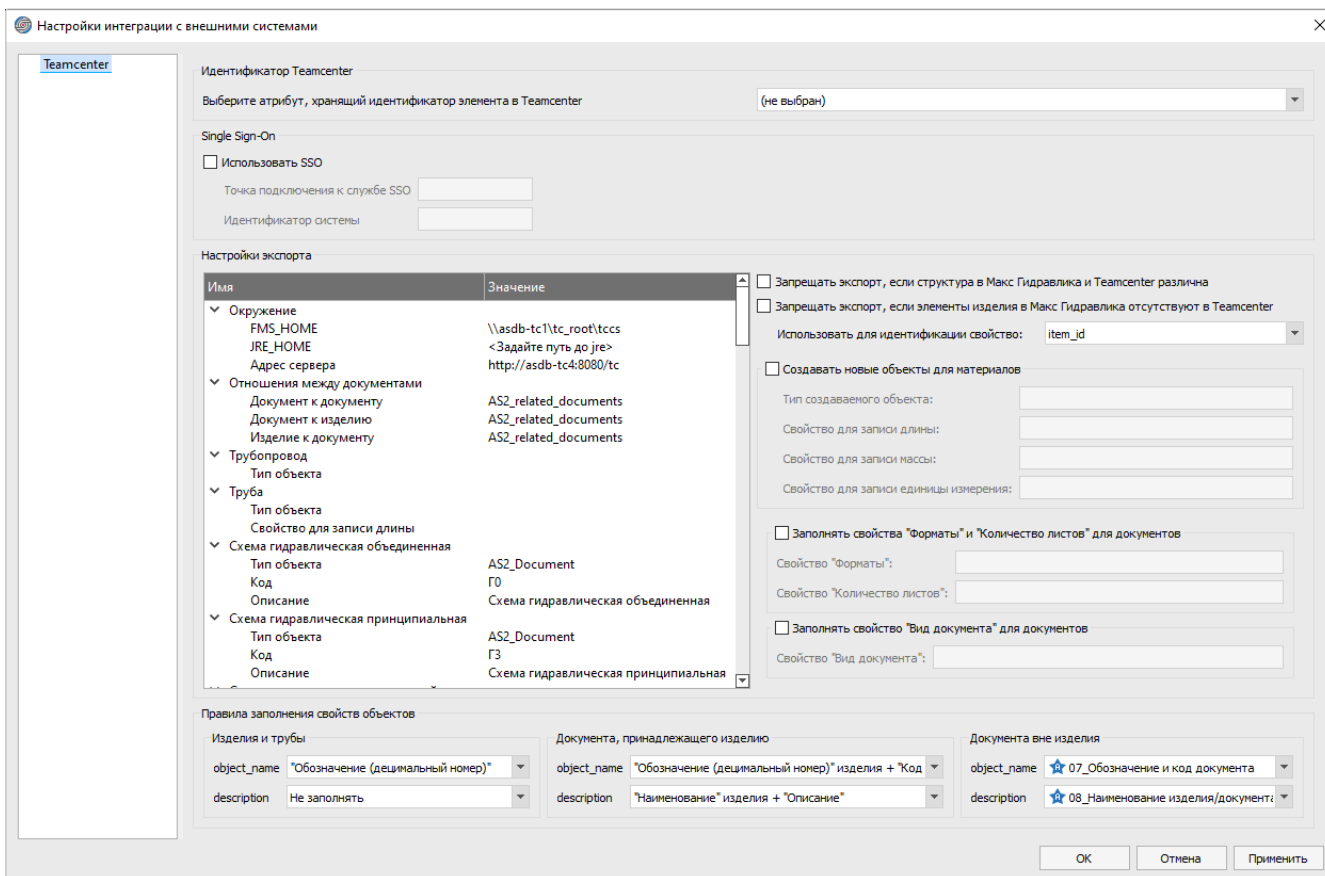 Настройки интеграции с внешними системами
Teamcenter
Идентификатор Teamcenter
Выберите атрибут, хранящий идентификатор элемента в Teamcenter (не выбран)
Single Sign-On
Использовать SSO
Точка подключения к службе SSO
Идентификатор системы
Настройки экспорта
Имя Значение
Окружение
FMS_HOME \\asdb-tc1\tc_root\tccs
JRE_HOME <Задайте путь до jre>
Адрес сервера http://asdb-tc4:8080/tc
Отношения между документами
Документ к документу AS2_related_documents
Документ к изделию AS2_related_documents
Изделие к документу AS2_related_documents
Трубопровод
Тип объекта
Труба
Тип объекта
Свойство для записи длины
Схема гидравлическая объединенная
Тип объекта AS2_Document
Код Г0
Описание Схема гидравлическая объединенная
Схема гидравлическая принципиальная
Тип объекта AS2_Document
Код Г3
Описание Схема гидравлическая принципиальная
Запрещать экспорт, если структура в Макс Гидравлика и Teamcenter различна
Запрещать экспорт, если элементы изделия в Макс Гидравлика отсутствуют в Teamcenter
Использовать для идентификации свойство: item_id
Создавать новые объекты для материалов
Тип создаваемого объекта:
Свойство для записи длины:
Свойство для записи массы:
Свойство для записи единицы измерения:
Заполнять свойства "Форматы" и "Количество листов" для документов
Свойство "Форматы":
Свойство "Количество листов":
Заполнять свойство "Вид документа" для документов
Свойство "Вид документа":
Правила заполнения свойств объектов
Изделия и трубы
object_name "Обозначение (децимальный номер)"
description Не заполнять
Документа, принадлежащего изделию
object_name "Обозначение (децимальный номер)" изделия + "Код
description "Наименование" изделия + "Описание"
Документа вне изделия
object_name 07_Обозначение и код документа
description 08_Наименование изделия/документа
OK Отмена Применить